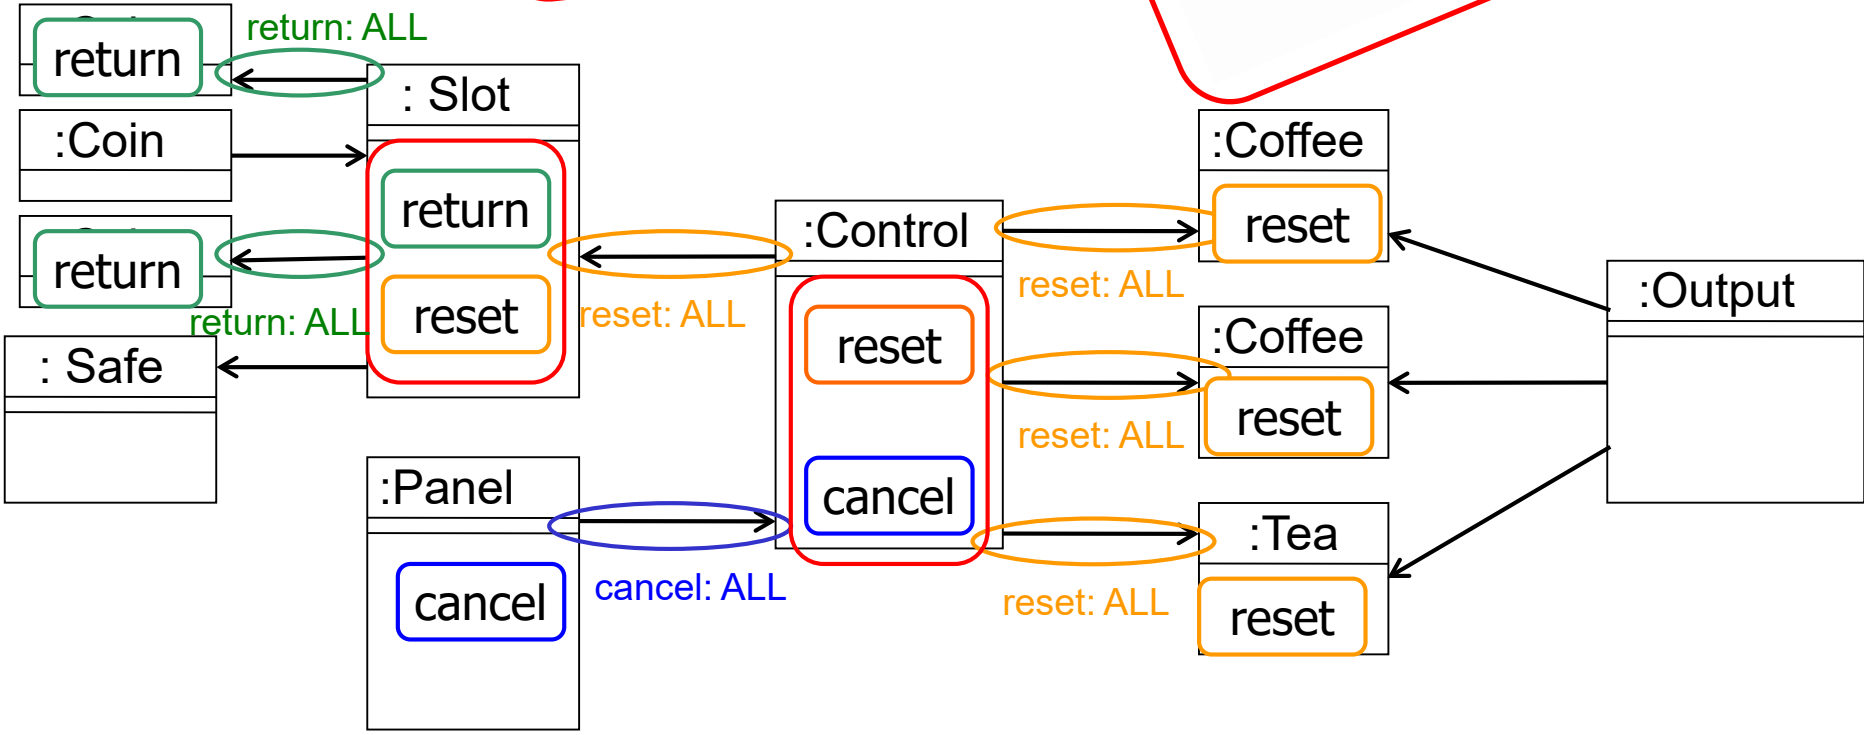 return
return: ALL
: Slot
:Coin
return
return
return: ALL
reset
reset: ALL
: Safe
:Control
reset
cancel
:Panel
cancel
cancel: ALL
:Coffee
reset
reset: ALL
:Coffee
reset
reset: ALL
:Tea
reset
reset: ALL
:Output